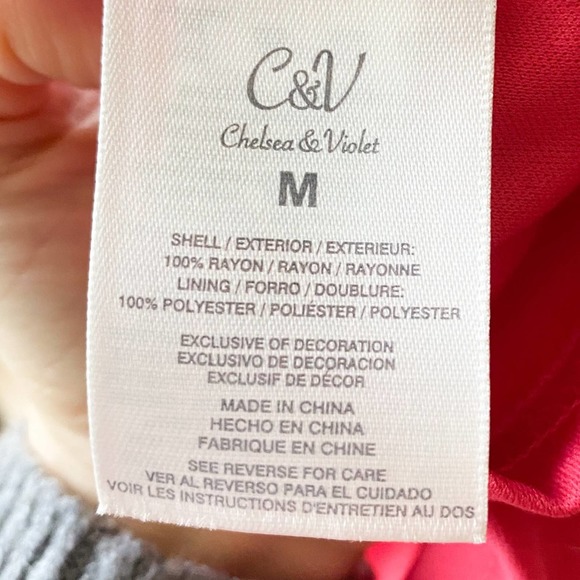 C&V
Chelsea & Violet
M
SHELL / EXTERIOR / EXTERIEUR:
100% RAYON / RAYON / RAYONNE
LINING / FORRO / DOUBLURE:
100% POLYESTER / POLIÉSTER / POLYESTER
EXCLUSIVE OF DECORATION
EXCLUSIVO DE DECORACION
EXCLUSIF DE DÉCOR
MADE IN CHINA
HECHO EN CHINA
FABRIQUE EN CHINE
SEE REVERSE FOR CARE
VER AL REVERSO PARA EL CUIDADO
VOIR LES INSTRUCTIONS D'ENTRETIEN AU DOS